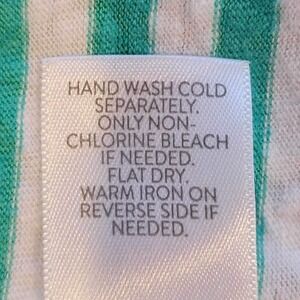 HAND WASH COLD
SEPARATELY.
ONLY NON-
CHLORINE BLEACH
IF NEEDED.
FLAT DRY.
WARM IRON ON
REVERSE SIDE IF
NEEDED.